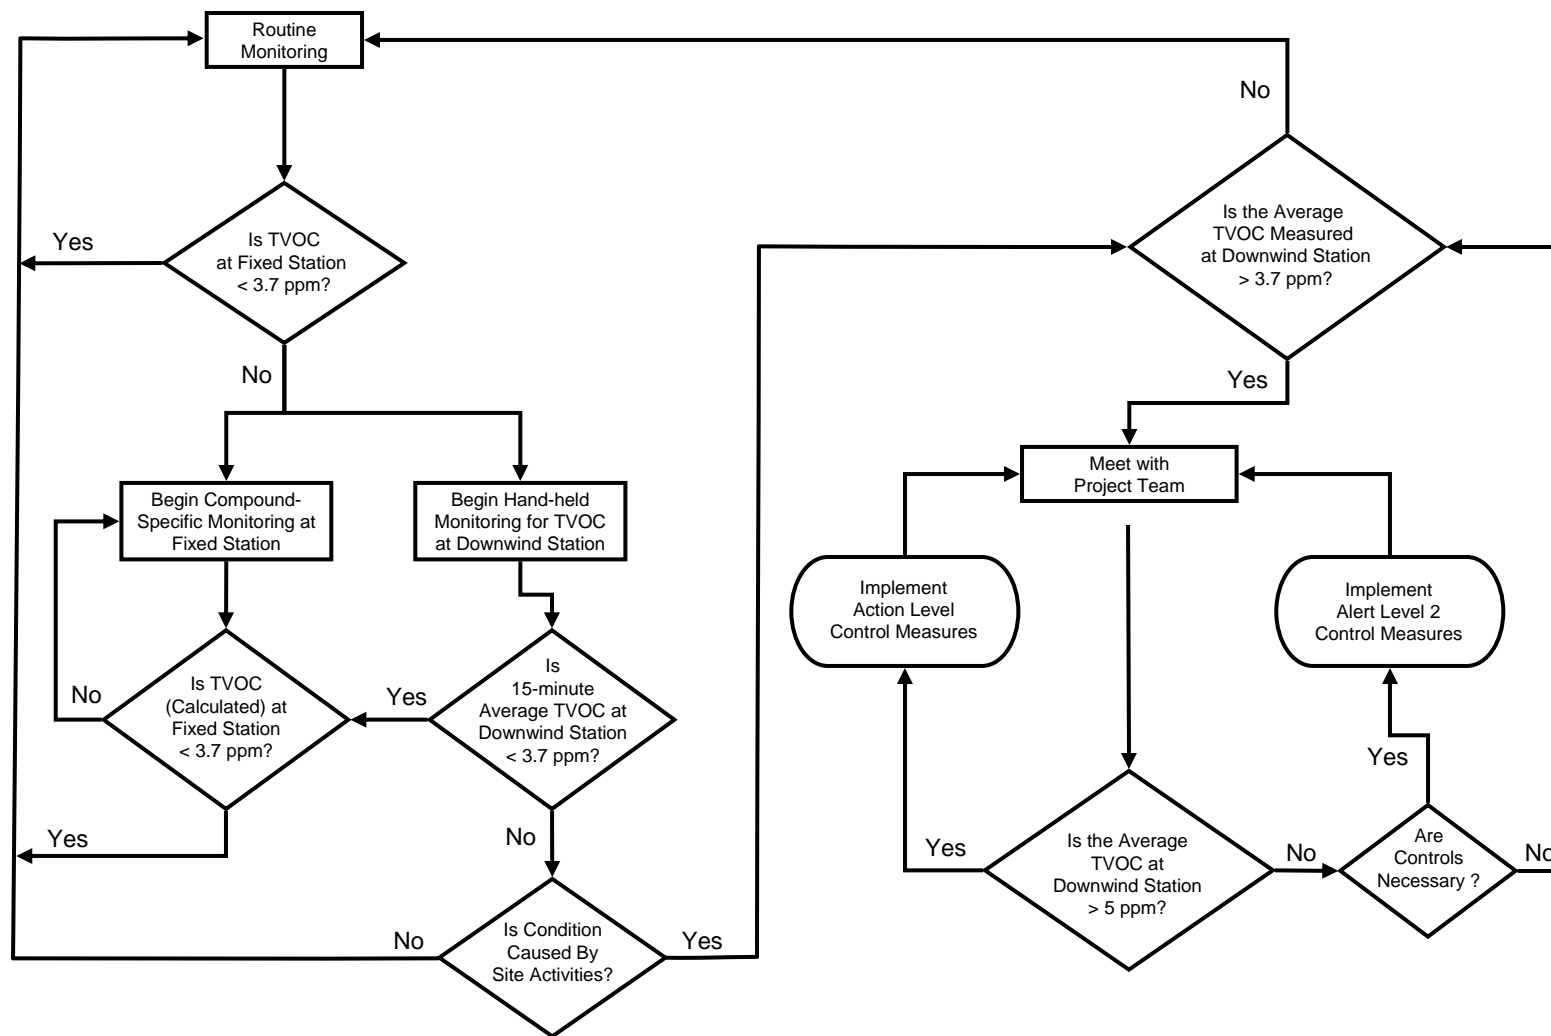 Routine
Monitoring
No
Is TVOC
at Fixed Station
< 3.7 ppm?
Yes
Is the Average
TVOC Measured
at Downwind Station
> 3.7 ppm?
No
Yes
Begin Compound-
Specific Monitoring at
Fixed Station
Begin Hand-held
Monitoring for TVOC
at Downwind Station
Meet with
Project Team
Implement
Action Level
Control Measures
Implement
Alert Level 2
Control Measures
Is TVOC
(Calculated) at
Fixed Station
< 3.7 ppm?
No
Yes
Is
15-minute
Average TVOC at
Downwind Station
< 3.7 ppm?
Yes
Yes
No
Is the Average
TVOC at
Downwind Station
> 5 ppm?
Yes
No
Are
Controls
Necessary ?
No
Is Condition
Caused By
Site Activities?
No
Yes